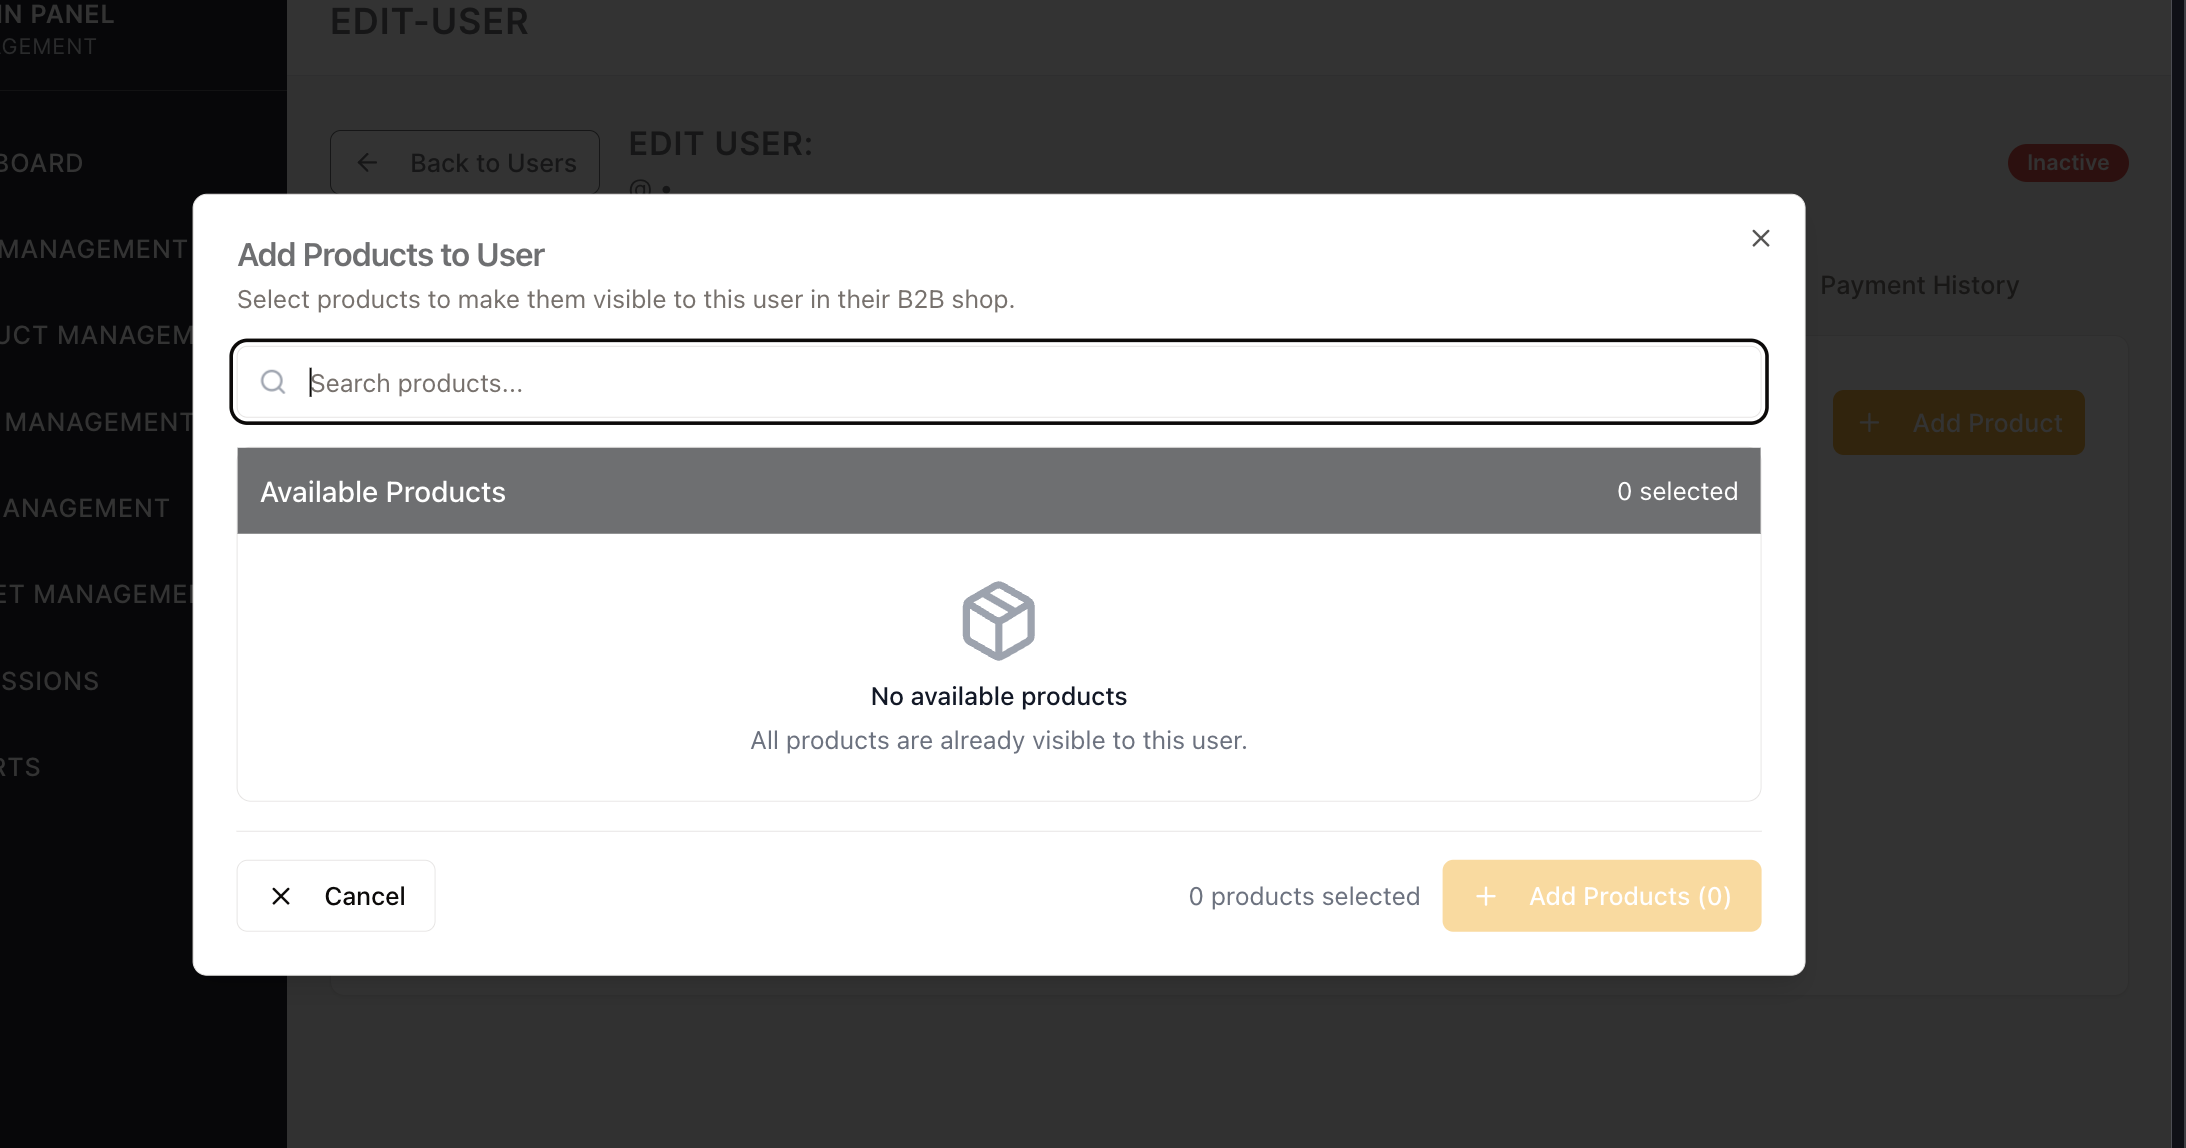 IN PANEL
GEMENT
EDIT-USER
BOARD
MANAGEMENT
UCT MANAGEM
MANAGEMENT
ANAGEMENT
ET MANAGEME
SSIONS
RTS
Back to Users
EDIT USER:
@ •
Inactive
Payment History
Add Product
Add Products to User
Select products to make them visible to this user in their B2B shop.
Search products...
Available Products
0 selected
No available products
All products are already visible to this user.
Cancel
0 products selected
Add Products (0)